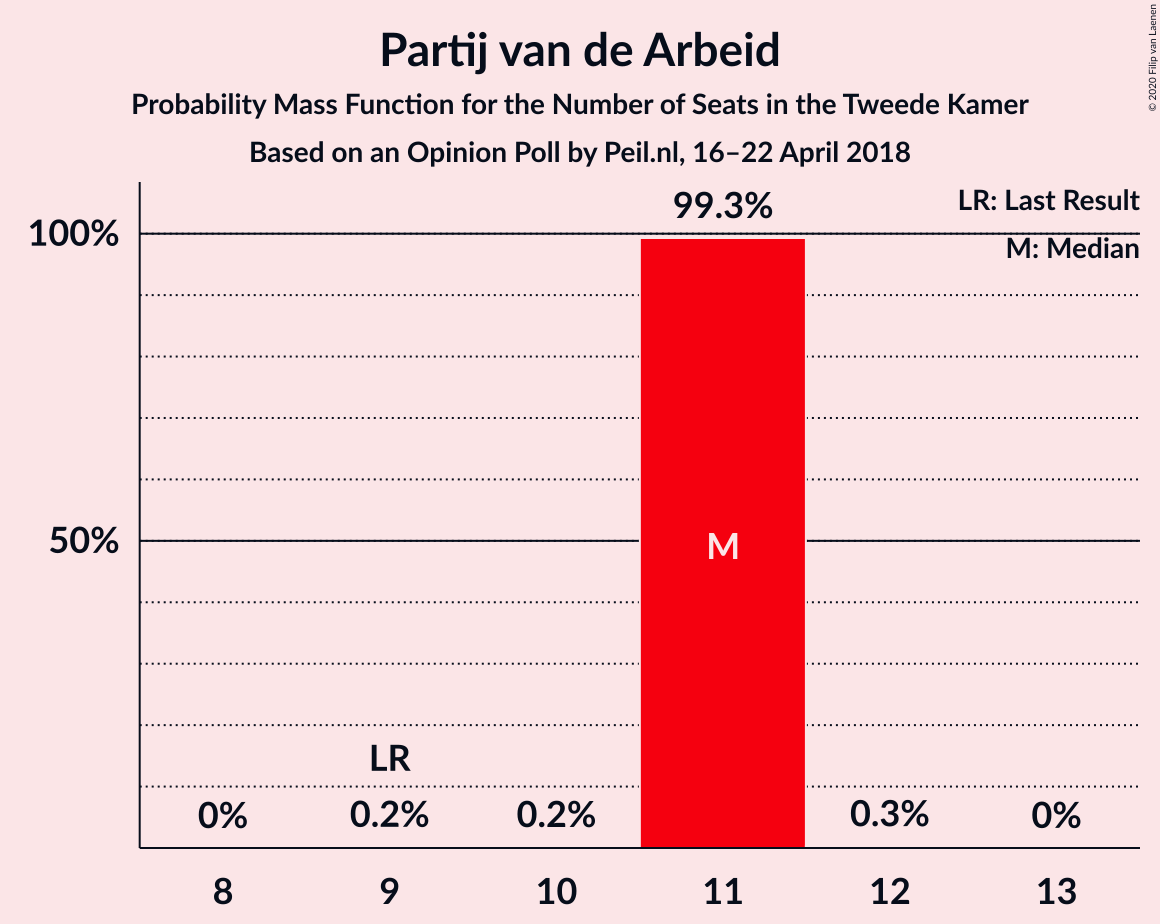 Partij van de Arbeid
Probability Mass Function for the Number of Seats in the Tweede Kamer
Based on an Opinion Poll by Peil.nl, 16–22 April 2018
© 2020 Filip van Laenen
99.3%
LR: Last Result
100%
M: Median
50%
M
LR
0%
0.2%
0.2%
0.3%
0%
8
9
10
11
12
13